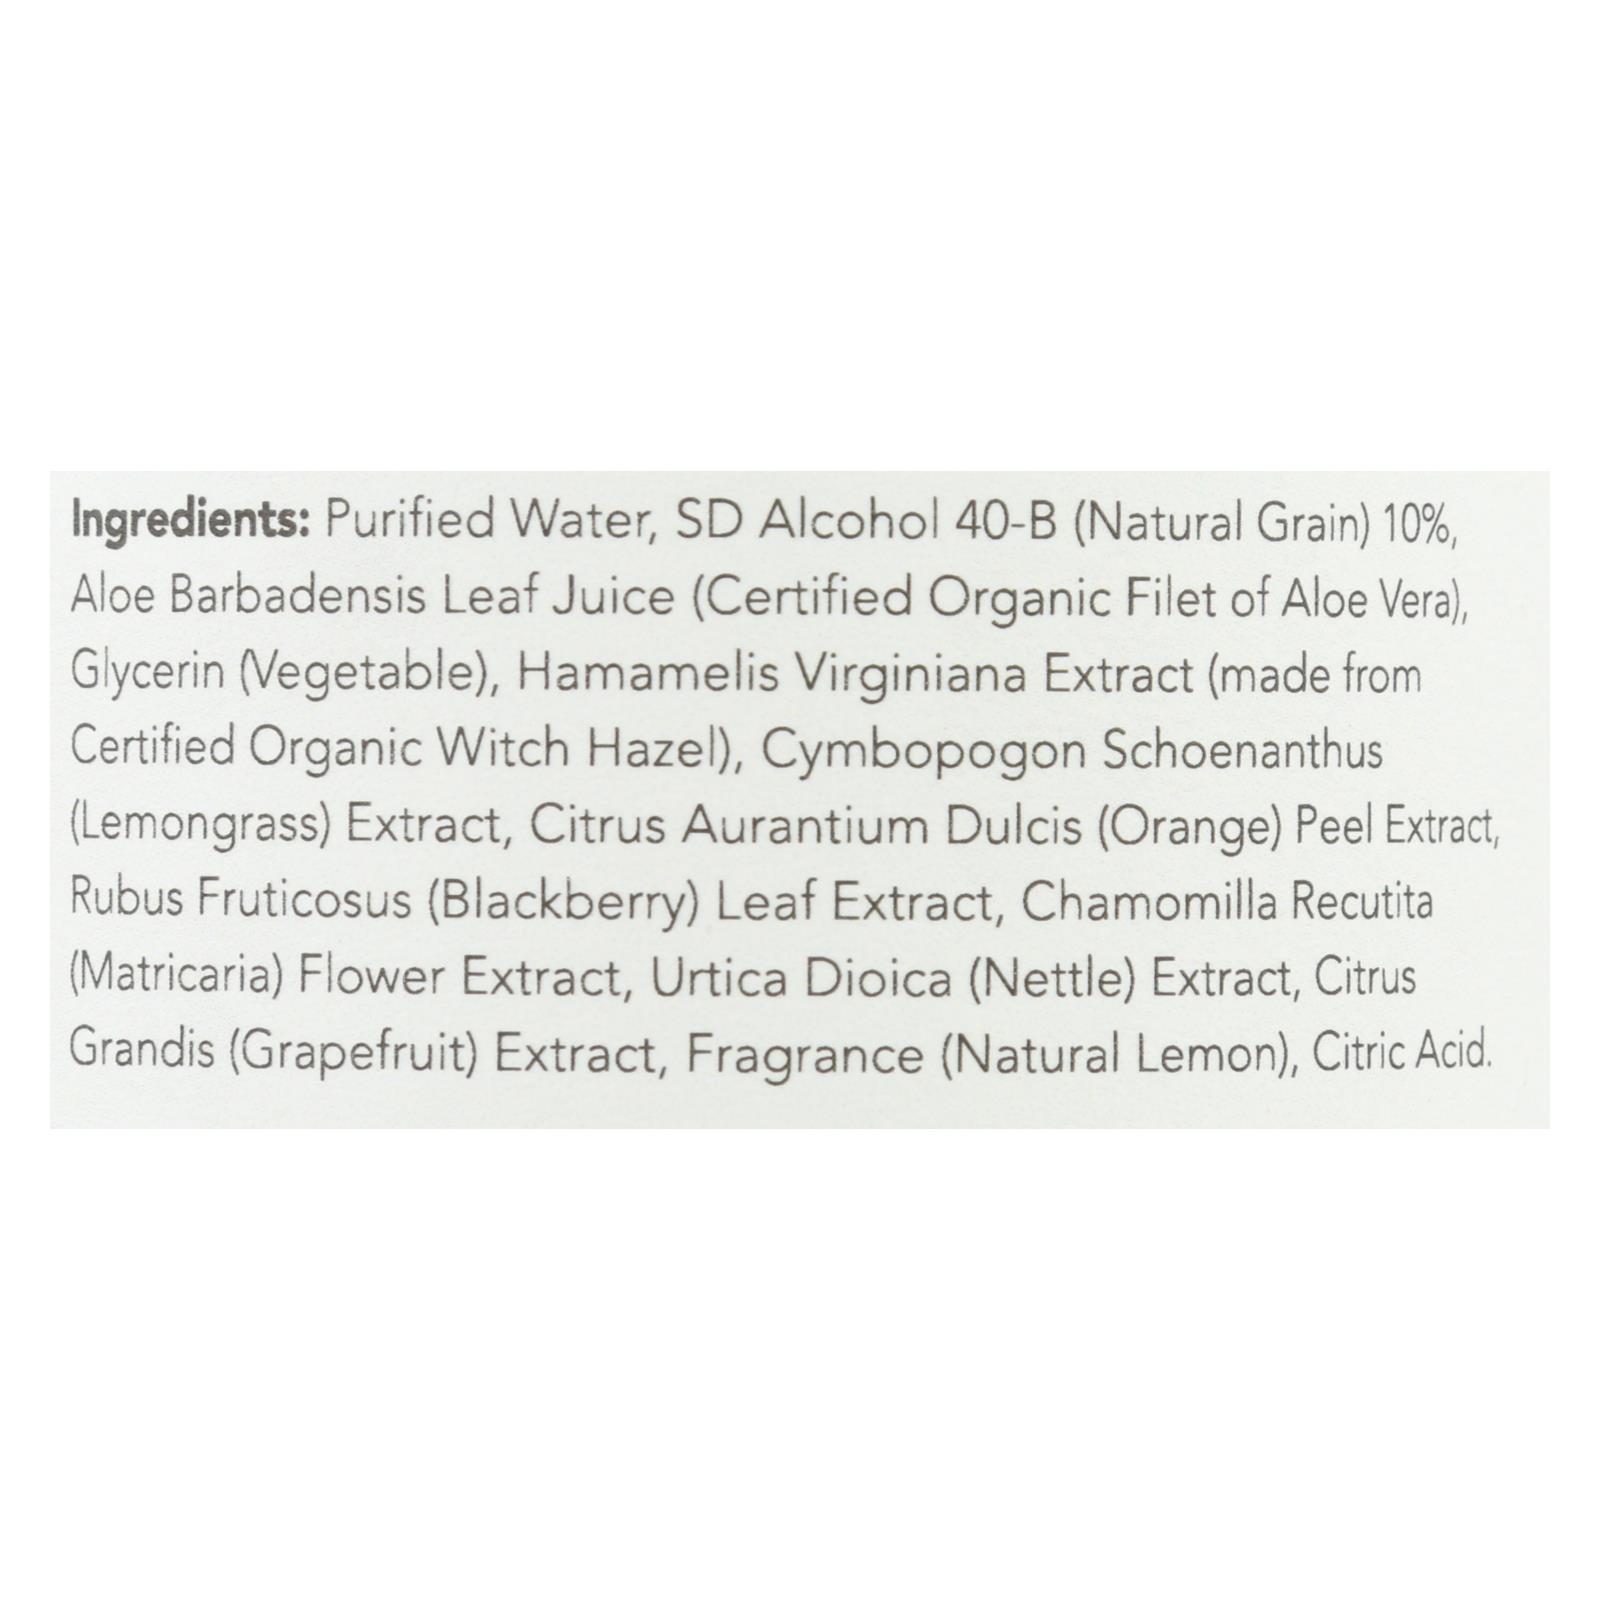 Ingredients: Purified Water, SD Alcohol 40-B (Natural Grain) 10%,
Aloe Barbadensis Leaf Juice (Certified Organic Filet of Aloe Vera),
Glycerin (Vegetable), Hamamelis Virginiana Extract (made from
Certified Organic Witch Hazel), Cymbopogon Schoenanthus
(Lemongrass) Extract, Citrus Aurantium Dulcis (Orange) Peel Extract,
Rubus Fruticosus (Blackberry) Leaf Extract, Chamomilla Recutita
(Matricaria) Flower Extract, Urtica Dioica (Nettle) Extract, Citrus
Grandis (Grapefruit) Extract, Fragrance (Natural Lemon), Citric Acid.